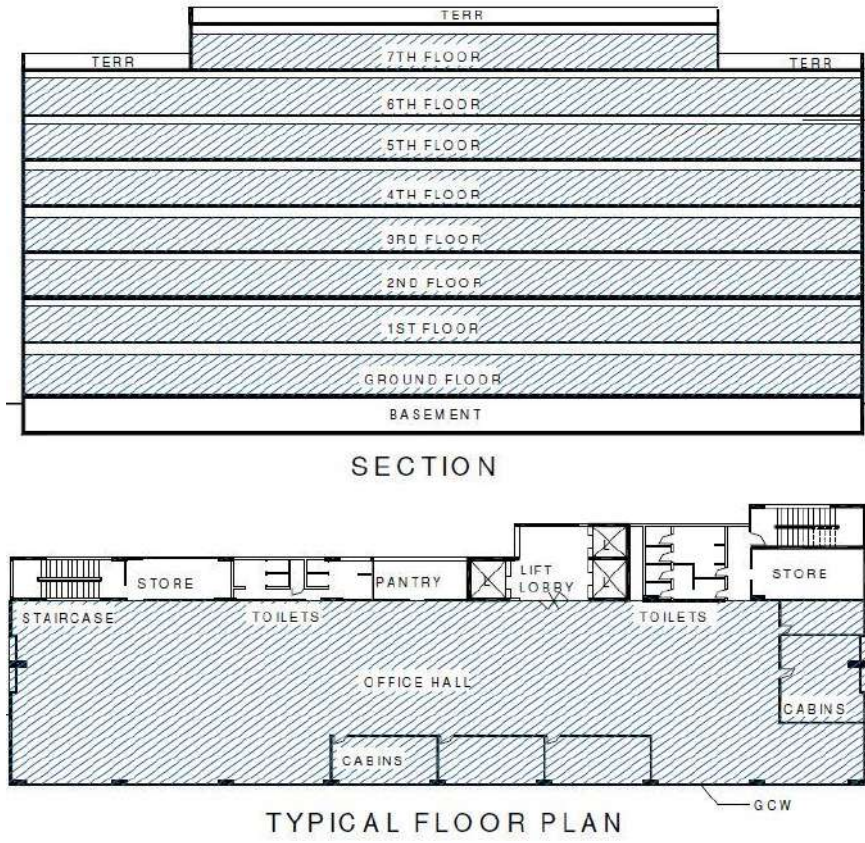 TERR
7TH FLOOR
TERR
TERR
6TH FLOOR
5TH FLOOR
4TH FLOOR
3RD FLOOR
2ND FLOOR
1ST FLOOR
GROUND FLOOR
BASEMENT
SECTION
L
LIFT
LOBBY
STORE
PANTRY
L
L
STORE
STAIRCASE
TOILETS
TOILETS
OFFICE HALL
CABINS
CABINS
GCW
TYPICAL FLOOR PLAN